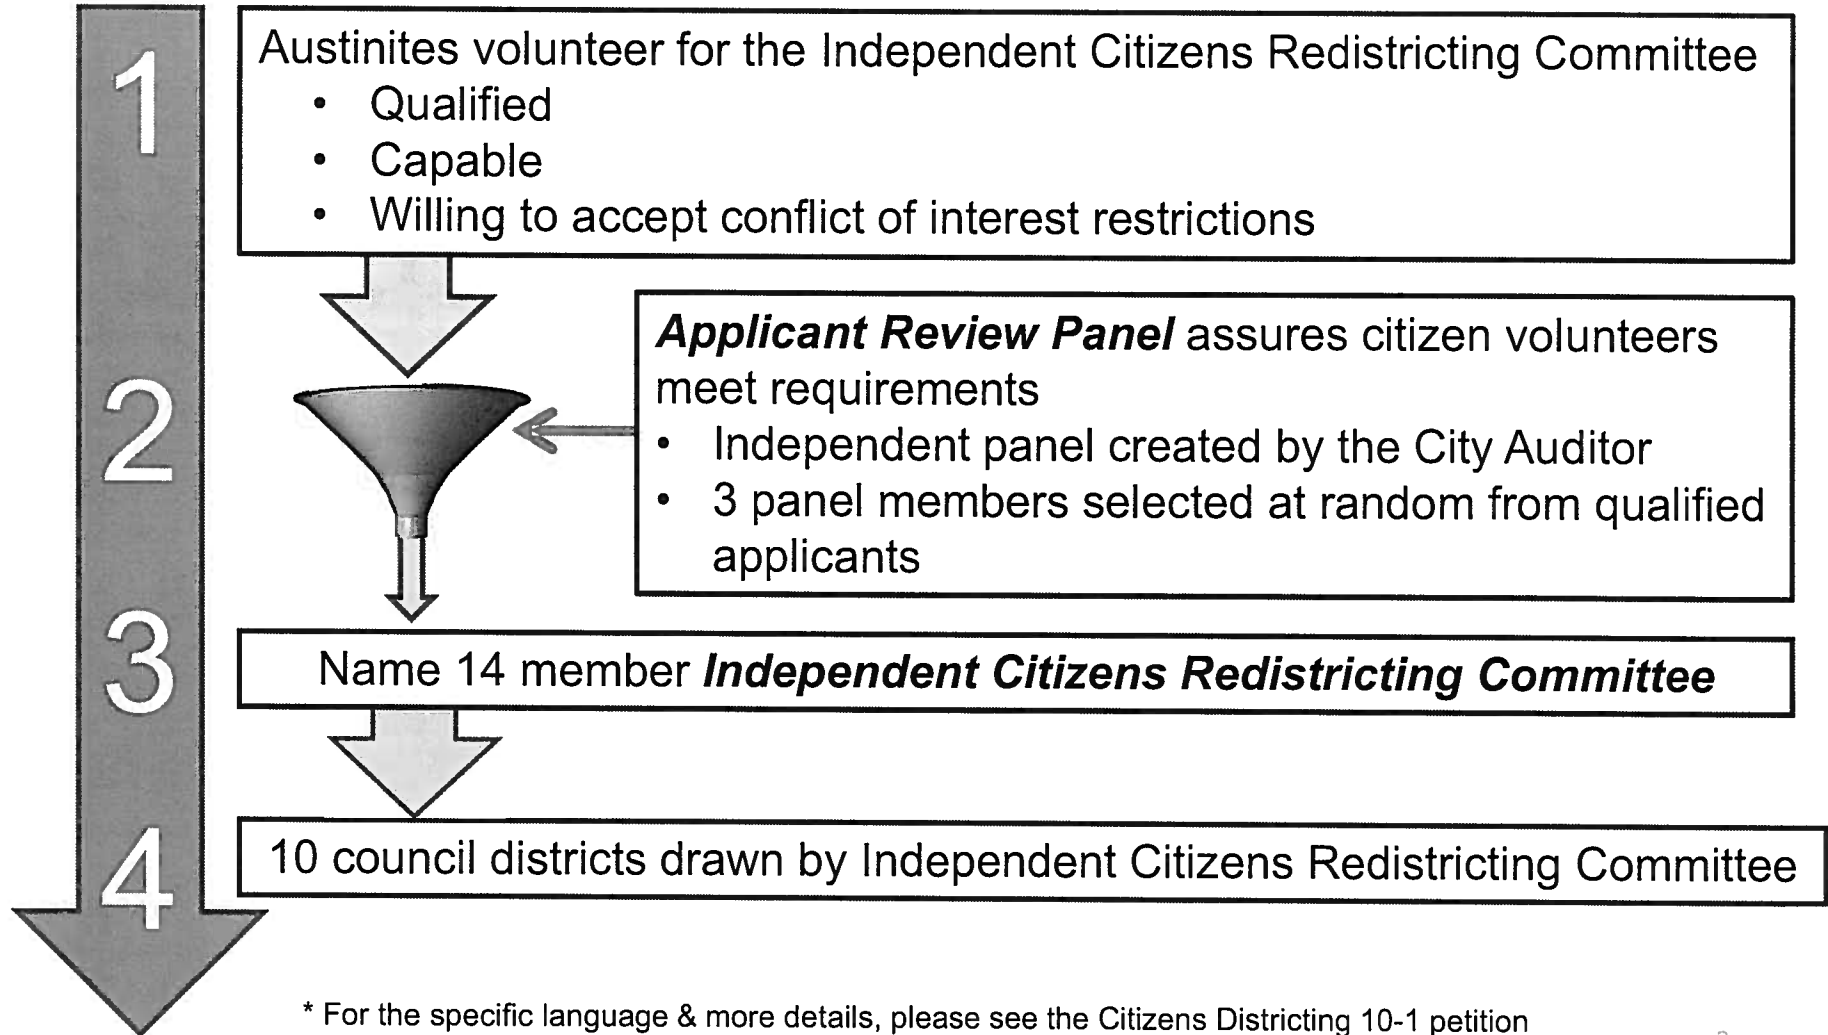 1
Austinites volunteer for the Independent Citizens Redistricting Committee
• Qualified
• Capable
• Willing to accept conflict of interest restrictions
2
Applicant Review Panel assures citizen volunteers
meet requirements
• Independent panel created by the City Auditor
• 3 panel members selected at random from qualified
applicants
3
Name 14 member Independent Citizens Redistricting Committee
4
10 council districts drawn by Independent Citizens Redistricting Committee
* For the specific language & more details, please see the Citizens Districting 10-1 petition